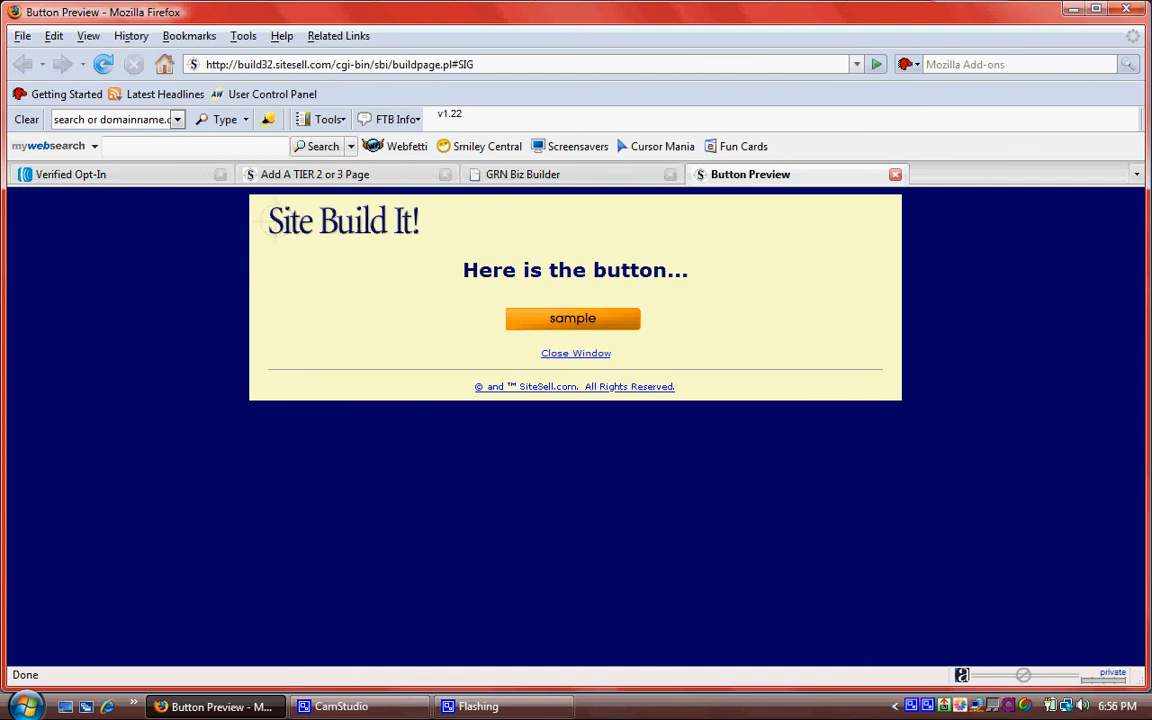 Button Preview - Mozilla Firefox
File Edit View History Bookmarks Tools Help Related Links
http://build32.sitesell.com/cgi-bin/sbi/buildpage.pl#SIG Mozilla Add-ons
Getting Started Latest Headlines AW User Control Panel
Clear search or domainname.c Type Tools FTB Info v1.22
mywebsearch Search Webfetti Smiley Central Screensavers Cursor Mania Fun Cards
Verified Opt-In Add A TIER 2 or 3 Page GRN Biz Builder Button Preview
Site Build It!
Here is the button...
sample
Close Window
© and ™ SiteSell.com. All Rights Reserved.
Done private
Button Preview - M... CamStudio Flashing 6:56 PM